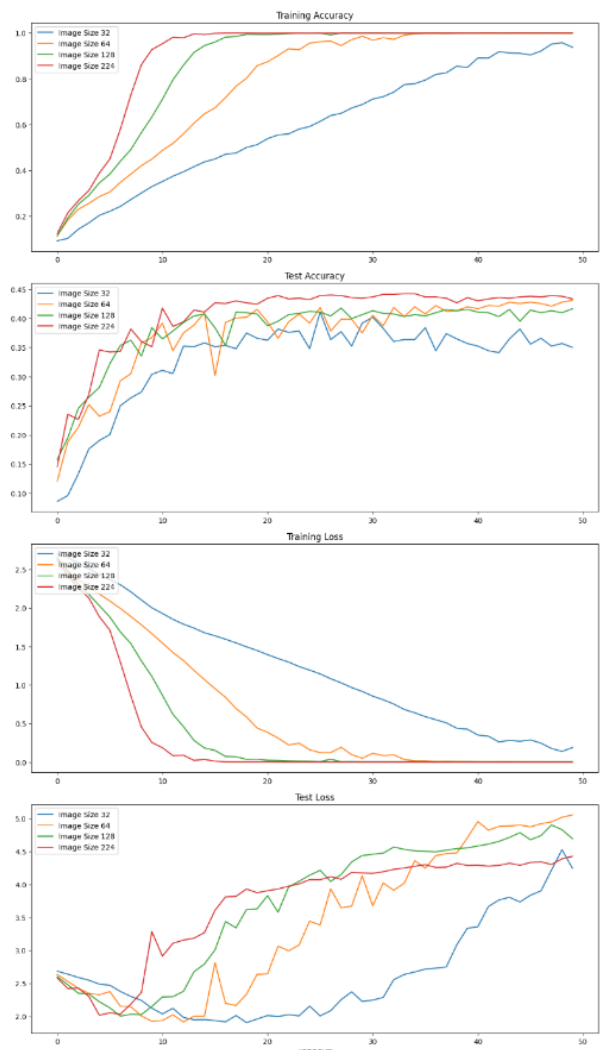 Training Accuracy
Image Size 32
Image Size 64
Image Size 128
Image Size 224
1.0
0.8
0.6
0.4
0.2
0 10 20 30 40 50
Test Accuracy
Image Size 32
Image Size 64
Image Size 128
Image Size 224
0.45
0.40
0.35
0.30
0.25
0.20
0.15
0.10
0 10 20 30 40 50
Training Loss
Image Size 32
Image Size 64
Image Size 128
Image Size 224
2.5
2.0
1.5
1.0
0.5
0.0
0 10 20 30 40 50
Test Loss
Image Size 32
Image Size 64
Image Size 128
Image Size 224
5.0
4.5
4.0
3.5
3.0
2.5
2.0
0 10 20 30 40 50